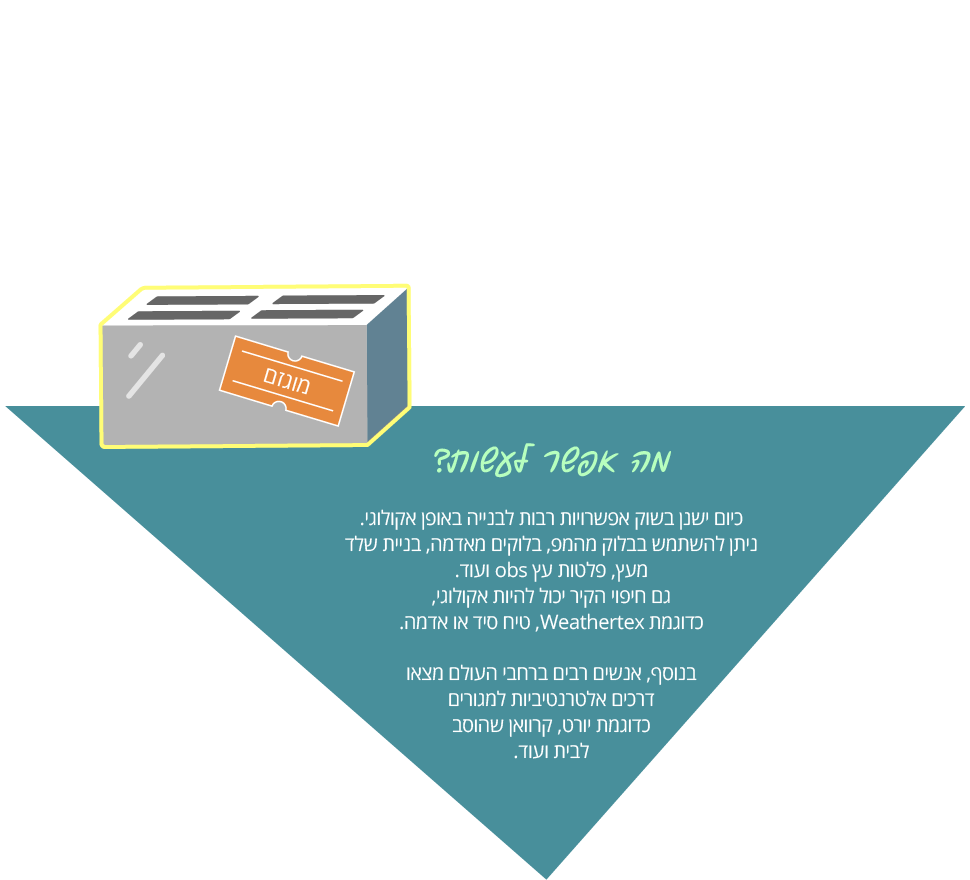 מוגזם
מה אפשר לעשות?
כיום ישנן בשוק אפשרויות רבות לבנייה באופן אקולוגי.
ניתן להשתמש בבלוק מהמפ, בלוקים מאדמה, בניית שלד
מעץ, פלטות עץ obs ועוד.
גם חיפוי הקיר יכול להיות אקולוגי,
כדוגמת Weathertex, טיח סיד או אדמה.
בנוסף, אנשים רבים ברחבי העולם מצאו
דרכים אלטרנטיביות למגורים
כדוגמת יורט, קרוואן שהוסב
לבית ועוד.